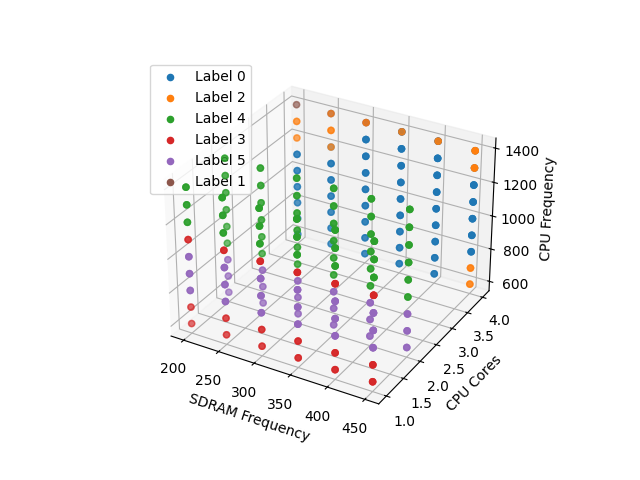 Label 0
Label 2
Label 4
Label 3
Label 5
Label 1
1400
1200
1000
800
600
CPU Frequency
4.0
3.5
3.0
2.5
2.0
1.5
1.0
CPU Cores
200
250
300
350
400
450
SDRAM Frequency